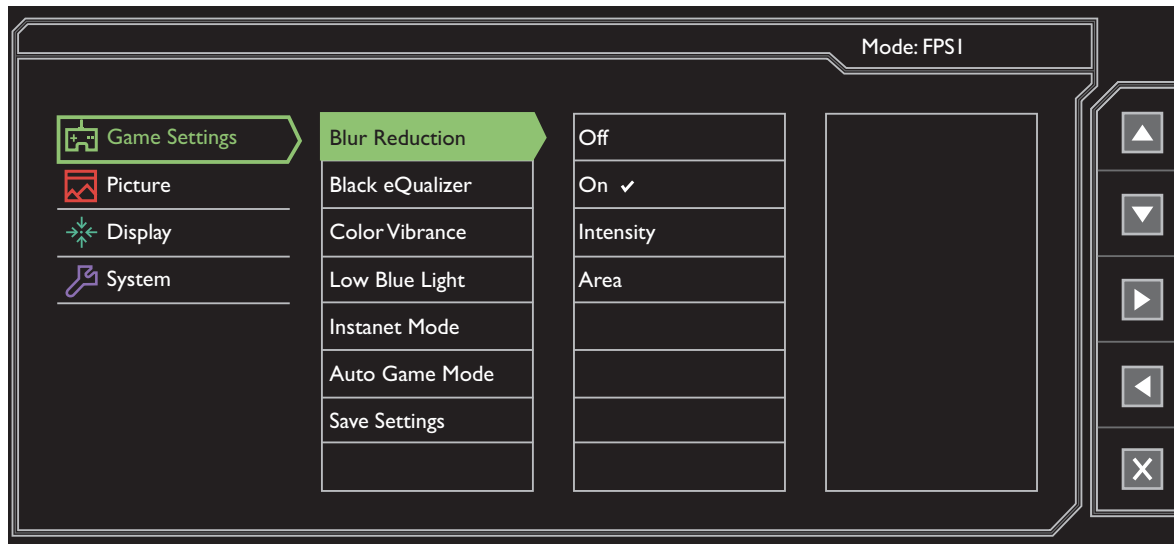 Mode: FPS1
Game Settings
Picture
Display
System
Blur Reduction
Black eQualizer
Color Vibrance
Low Blue Light
Instanet Mode
Auto Game Mode
Save Settings
Off
On ✓
Intensity
Area
X